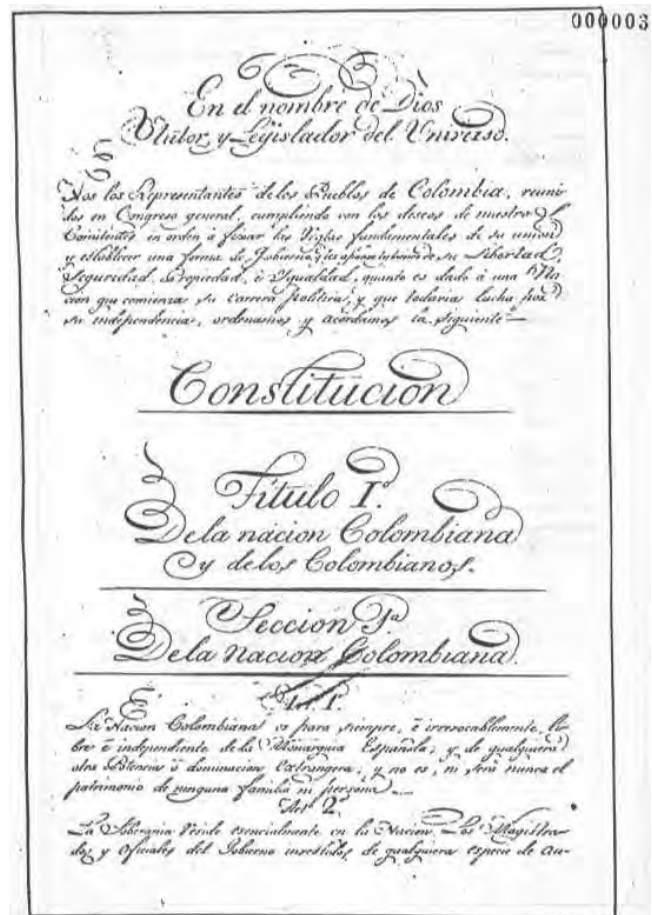 000003
En el nombre de Dios
Autor, y Legislador del Universo.
Nos los Representantes de los Pueblos de Colombia, reuni-
dos en Congreso general, cumpliendo con los deseos de nuestros
Comitentes en orden á fixar las Reglas fundamentales de su union
y establecer una forma de Gobierno que les afiance los bienes de su Libertad,
Seguridad, Propiedad, é Igualdad, quanto es dado á una Na-
cion que comienza su carrera politica, y que todavia lucha por
su independencia, ordenamos y acordamos la siguiente
Constitucion
Titulo I.º
De la nacion Colombiana
y de los Colombianos.
Seccion 1ª
De la nacion Colombiana.
Art. 1.
La Nacion Colombiana es para siempre, é irrevocablemente, li-
bre é independiente de la Monarquia Española, y de qualquiera
otra Potencia ó dominacion extrangera; y no es, ni será nunca el
patrimonio de ninguna familia ni persona.
Artº 2.
La Soberania reside esencialmente en la Nacion. Los Magistra-
dos y Oficiales del Gobierno investidos de qualquiera especie de au-